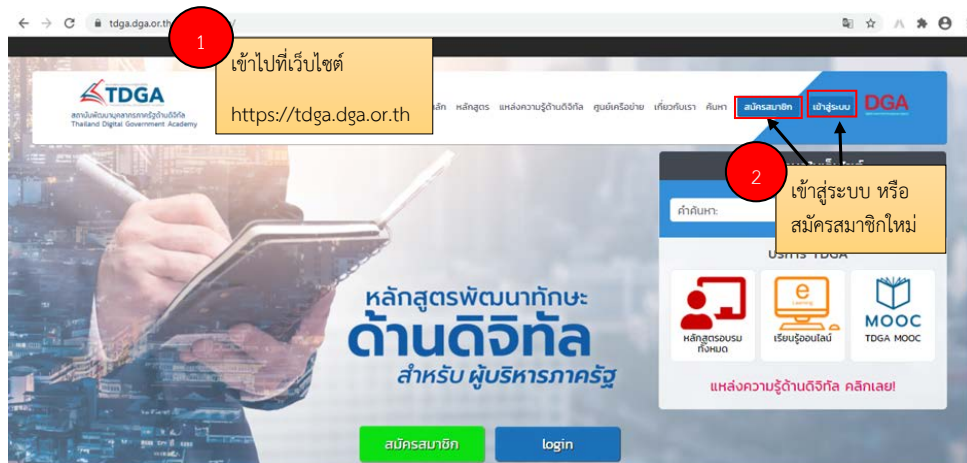 tdga.dga.or.th
1
เข้าไปที่เว็บไซต์
https://tdga.dga.or.th
TDGA
สถาบันพัฒนาบุคลากรภาครัฐด้านดิจิทัล
Thailand Digital Government Academy
หลักสูตร แหล่งความรู้ด้านดิจิทัล ศูนย์เครือข่าย เกี่ยวกับเรา ค้นหา สมัครสมาชิก เข้าสู่ระบบ DGA
2
เข้าสู่ระบบ หรือ
สมัครสมาชิกใหม่
คำค้นหา:
บริการ TDGA
หลักสูตรอบรม
ทั้งหมด
e
Learning
เรียนรู้ออนไลน์
MOOC
TDGA MOOC
แหล่งความรู้ด้านดิจิทัล คลิกเลย!
หลักสูตรพัฒนาทักษะ
ด้านดิจิทัล
สำหรับ ผู้บริหารภาครัฐ
สมัครสมาชิก
login